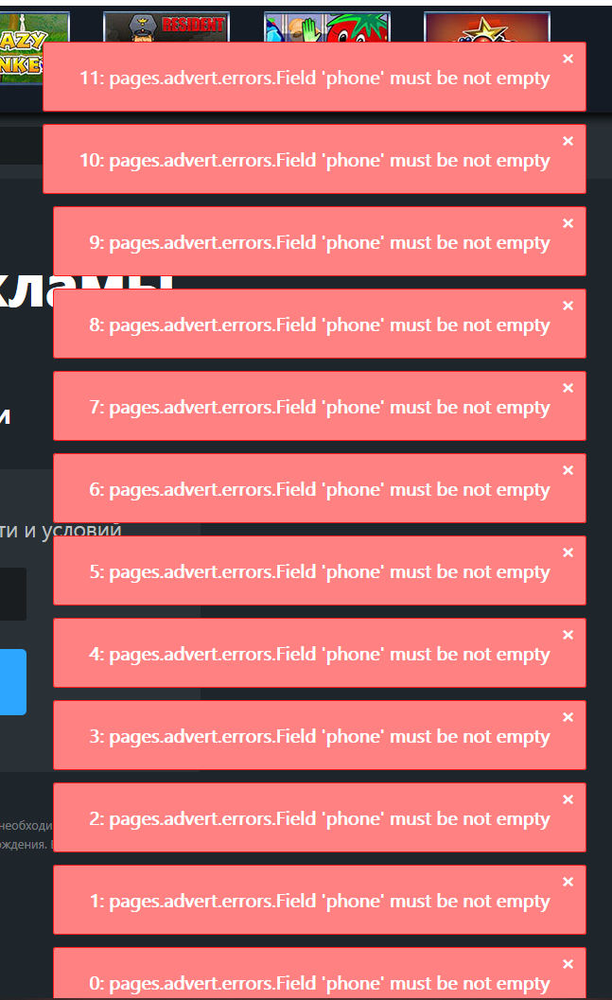 AZY
NKE
RESIDENT
11: pages.advert.errors.Field 'phone' must be not empty
10: pages.advert.errors.Field 'phone' must be not empty
9: pages.advert.errors.Field 'phone' must be not empty
кламы
8: pages.advert.errors.Field 'phone' must be not empty
7: pages.advert.errors.Field 'phone' must be not empty
и
6: pages.advert.errors.Field 'phone' must be not empty
ти и условий
5: pages.advert.errors.Field 'phone' must be not empty
4: pages.advert.errors.Field 'phone' must be not empty
3: pages.advert.errors.Field 'phone' must be not empty
2: pages.advert.errors.Field 'phone' must be not empty
необходи
ждения.
1: pages.advert.errors.Field 'phone' must be not empty
0: pages.advert.errors.Field 'phone' must be not empty